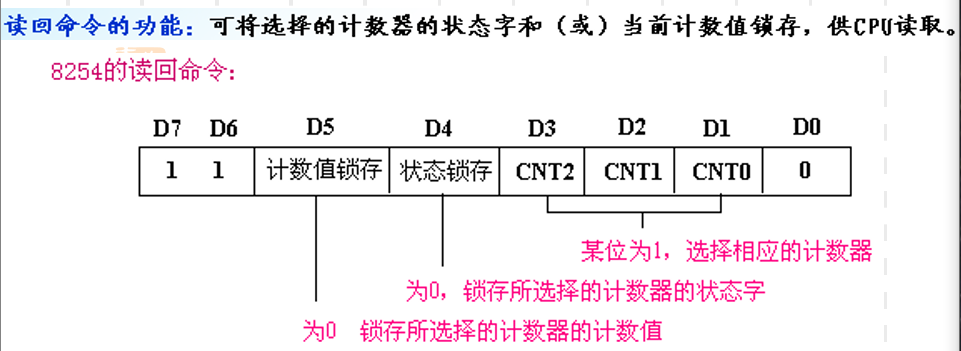 读回命令的功能：可将选择的计数器的状态字和（或）当前计数值锁存，供CPU读取。
8254的读回命令：
D7 D6 D5 D4 D3 D2 D1 D0
1 1 计数值锁存 状态锁存 CNT2 CNT1 CNT0 0
某位为1，选择相应的计数器
为0，锁存所选择的计数器的状态字
为0 锁存所选择的计数器的计数值